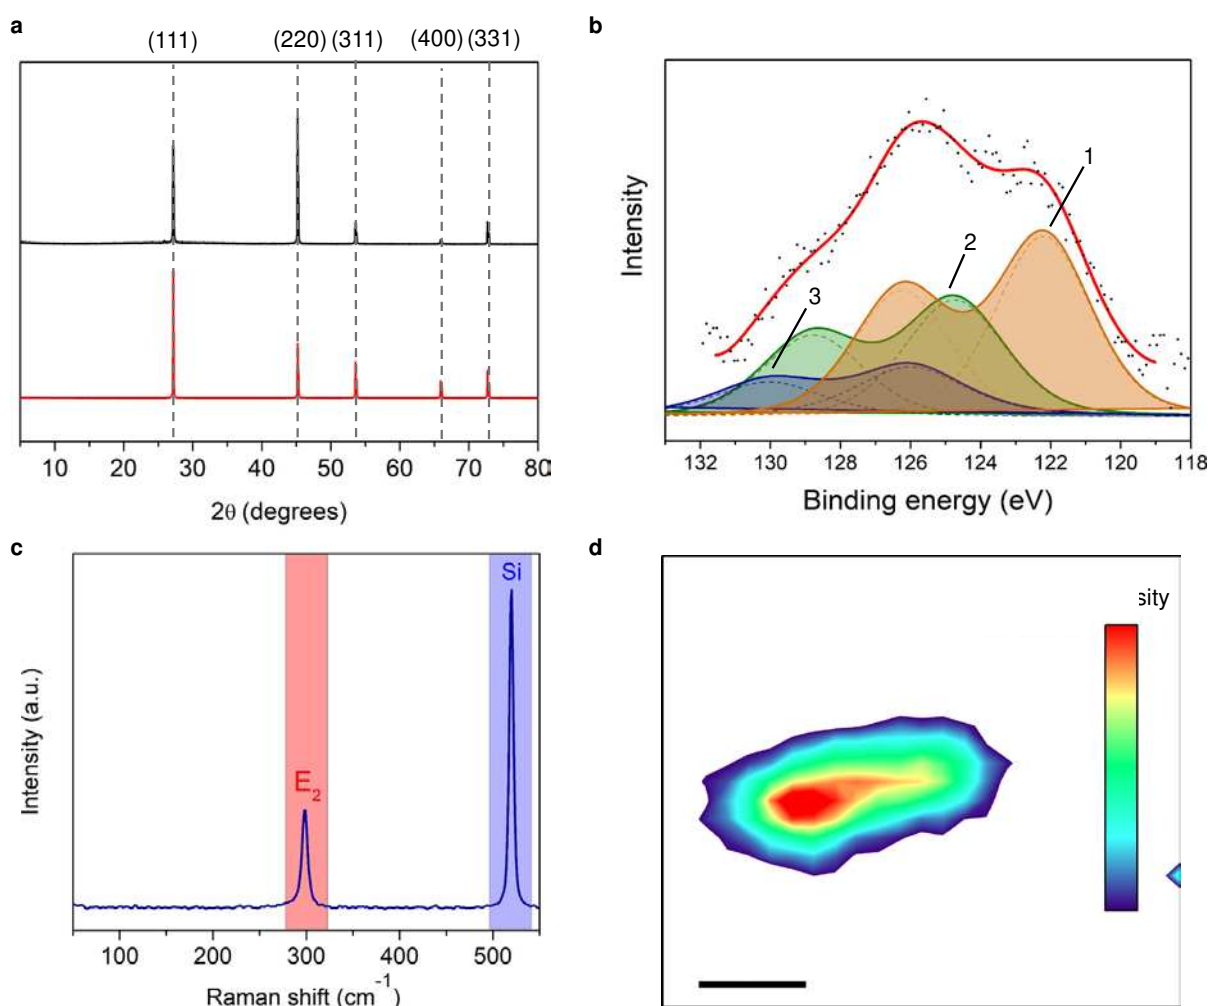 a
(111) (220) (311) (400) (331)
10 20 30 40 50 60 70 80
2θ (degrees)
b
Intensity
1
2
3
132 130 128 126 124 122 120 118
Binding energy (eV)
c
Intensity (a.u.)
E₂
Si
100 200 300 400 500
Raman shift (cm⁻¹)
d
sity